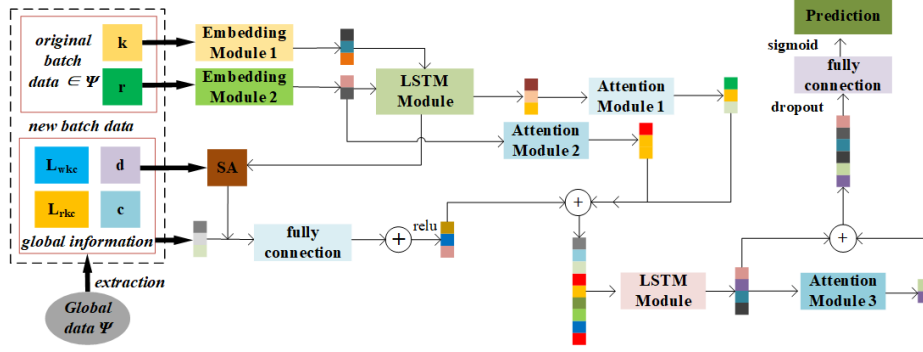 original
batch
data ∈ Ψ
k
r
new batch data
L_wkc
d
L_rkc
c
global information
extraction
Global
data Ψ
Embedding
Module 1
Embedding
Module 2
LSTM
Module
Attention
Module 1
Attention
Module 2
SA
fully
connection
+
relu
+
LSTM
Module
Attention
Module 3
+
dropout
fully
connection
sigmoid
Prediction